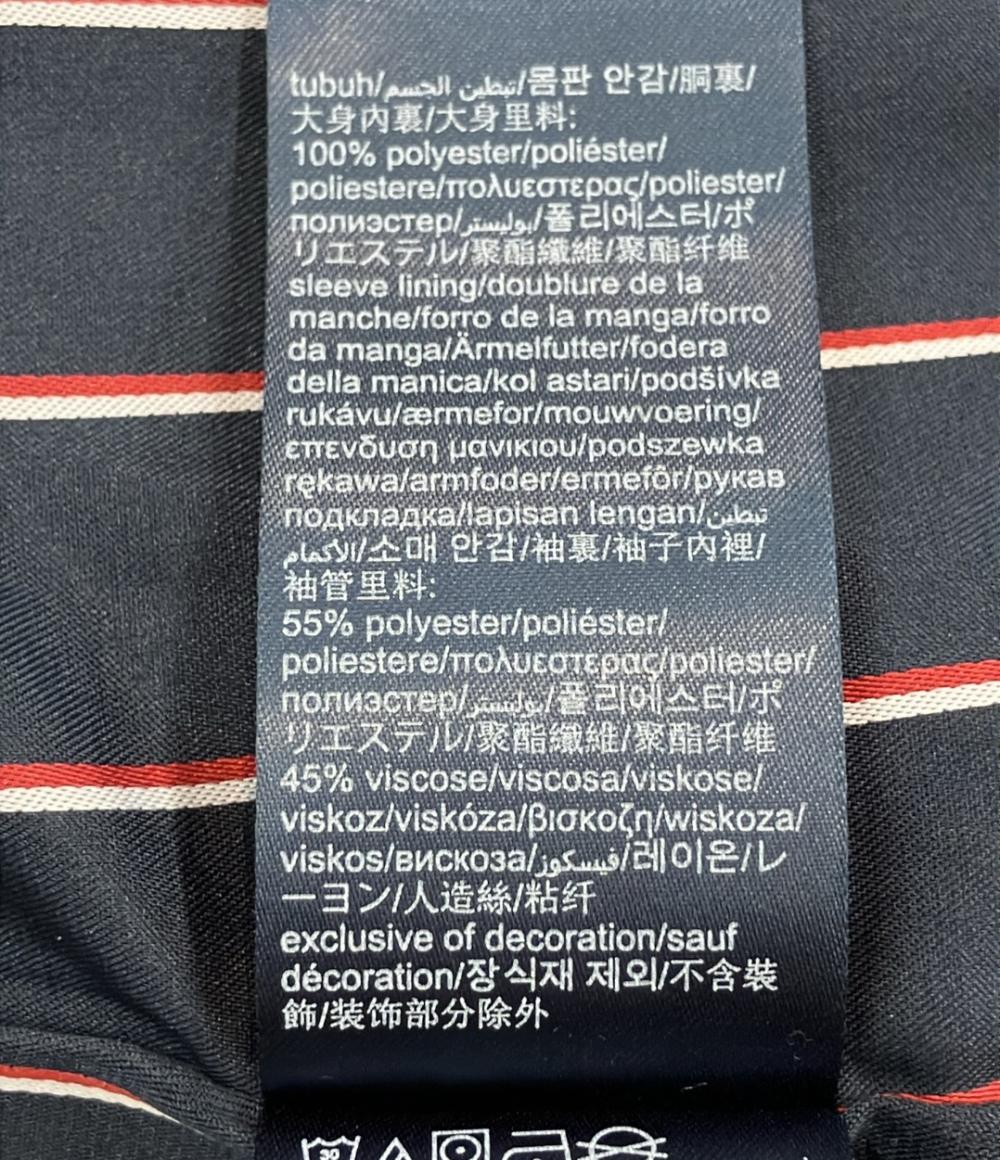 tubuh/تبطين الجسم/몸판 안감/胴裏/
大身內裏/大身里料:
100% polyester/poliéster/
poliestere/πολυεστερας/poliester/
полиэстер/بوليستر/폴리에스터/ポ
リエステル/聚酯纖維/聚酯纤维
sleeve lining/doublure de la
manche/forro de la manga/forro
da manga/Ärmelfutter/fodera
della manica/kol astari/podšívka
rukávu/ærmefor/mouwvoering/
επενδυση μανικιου/podszewka
rękawa/armfoder/ermefôr/рукав
подкладка/lapisan lengan/تبطين
الأكمام/소매 안감/袖裏/袖子內裡/
袖管里料:
55% polyester/poliéster/
poliestere/πολυεστερας/poliester/
полиэстер/بوليستر/폴리에스터/ポ
リエステル/聚酯纖維/聚酯纤维
45% viscose/viscosa/viskose/
viskoz/viskóza/βισκοζη/wiskoza/
viskos/вискоза/فيسكوز/레이온/レ
ーヨン/人造絲/粘纤
exclusive of decoration/sauf
décoration/장식재 제외/不含裝
飾/装饰部分除外
30